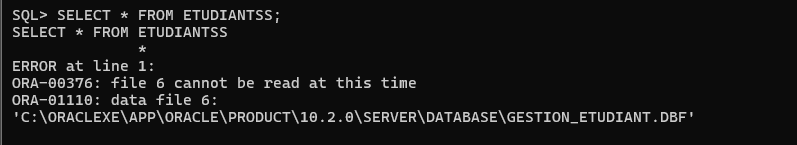 SQL> SELECT * FROM ETUDIANTSS;
SELECT * FROM ETUDIANTSS
              *
ERROR at line 1:
ORA-00376: file 6 cannot be read at this time
ORA-01110: data file 6:
'C:\ORACLEXE\APP\ORACLE\PRODUCT\10.2.0\SERVER\DATABASE\GESTION_ETUDIANT.DBF'